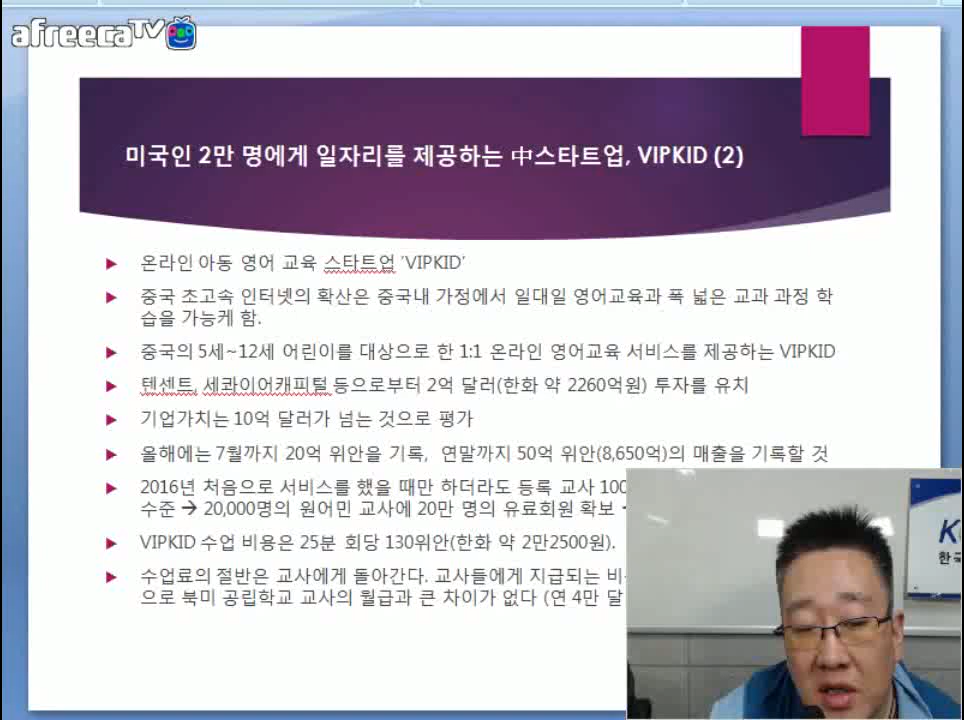 afreecaTV
미국인 2만 명에게 일자리를 제공하는 中스타트업, VIPKID (2)
온라인 아동 영어 교육 스타트업 'VIPKID'
중국 초고속 인터넷의 확산은 중국내 가정에서 일대일 영어교육과 폭 넓은 교과 과정 학
습을 가능케 함.
중국의 5세~12세 어린이를 대상으로 한 1:1 온라인 영어교육 서비스를 제공하는 VIPKID
텐센트, 세콰이어캐피털 등으로부터 2억 달러(한화 약 2260억원) 투자를 유치
기업가치는 10억 달러가 넘는 것으로 평가
올해에는 7월까지 20억 위안을 기록, 연말까지 50억 위안(8,650억)의 매출을 기록할 것
2016년 처음으로 서비스를 했을 때만 하더라도 등록 교사 100
수준 → 20,000명의 원어민 교사에 20만 명의 유료회원 확보
VIPKID 수업 비용은 25분 회당 130위안(한화 약 2만2500원).
수업료의 절반은 교사에게 돌아간다. 교사들에게 지급되는
으로 북미 공립학교 교사의 월급과 큰 차이가 없다 (연 4만 달